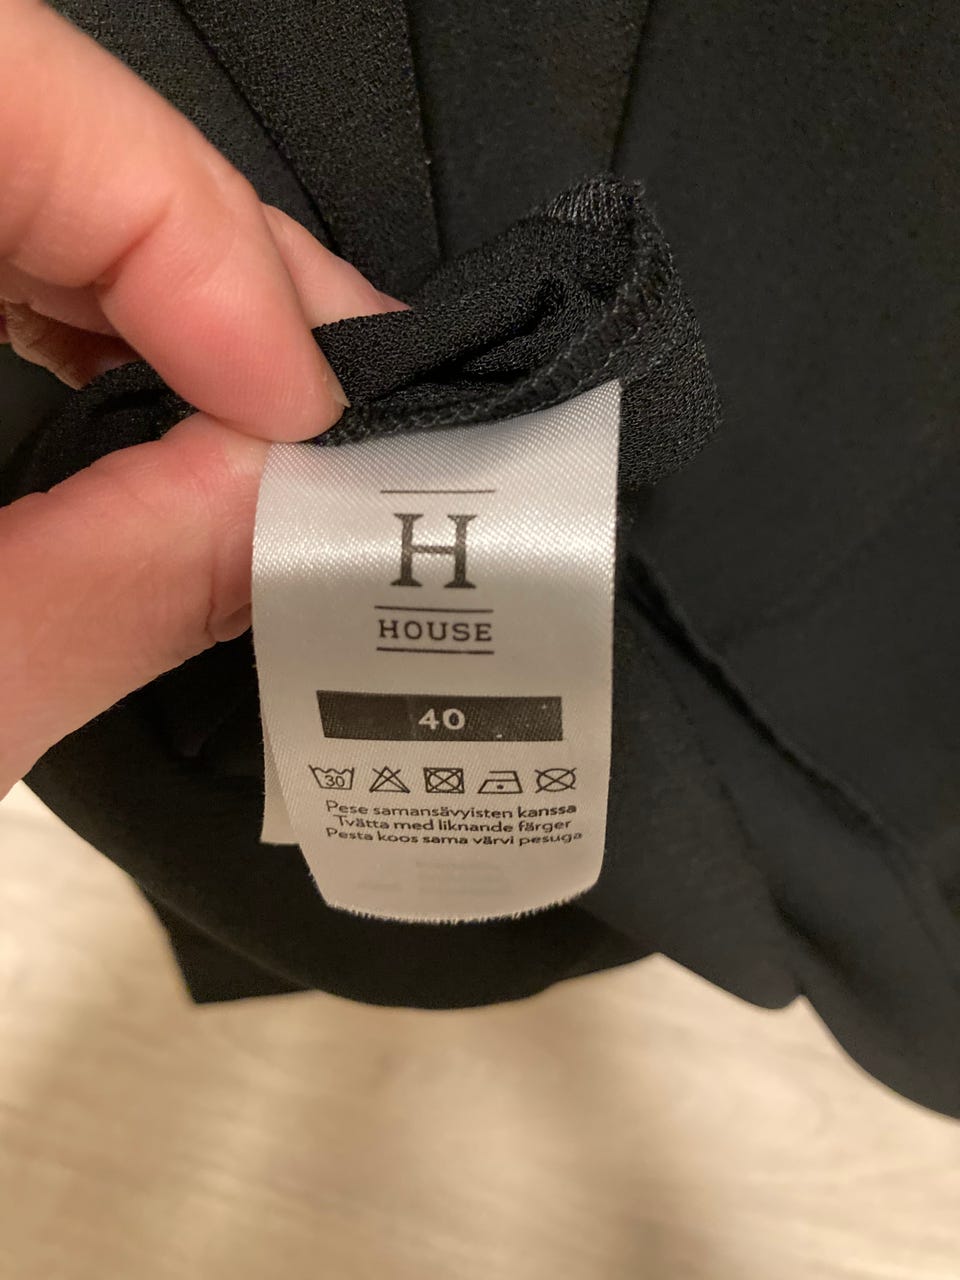 H
HOUSE
40
30
Pese samansävyisten kanssa
Tvätta med liknande färger
Pesta koos sama värvi pesuga